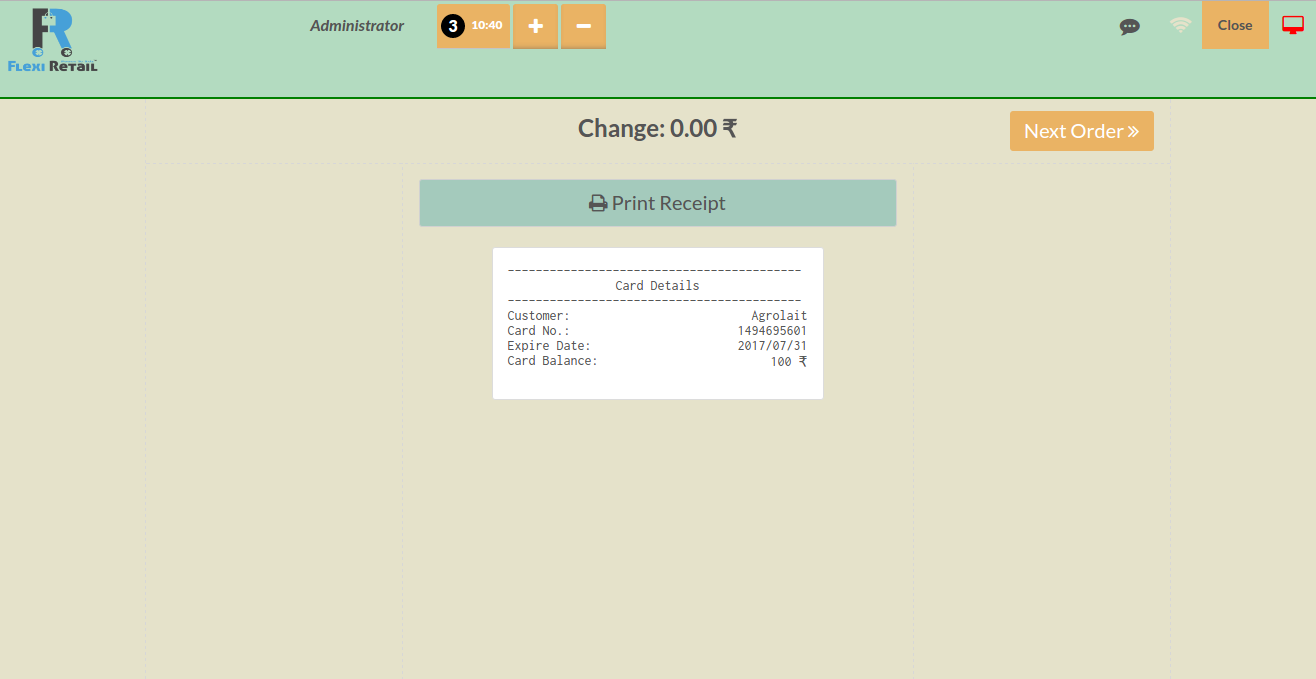 Flexi Retail
Administrator
3 10:40
Close
Change: 0.00 ₹
Next Order
Print Receipt
------------------------------------------
Card Details
------------------------------------------
Customer: Agrolait
Card No.: 1494695601
Expire Date: 2017/07/31
Card Balance: 100 ₹